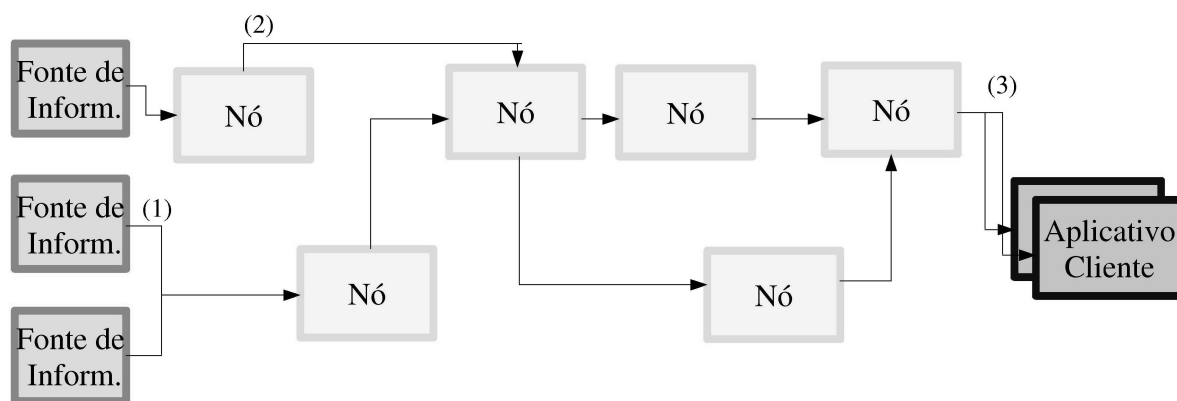 (2)
Fonte de
Inform.
Nó
Nó
Nó
Nó
(3)
Fonte de
Inform.
(1)
Nó
Nó
Aplicativo
Cliente
Fonte de
Inform.